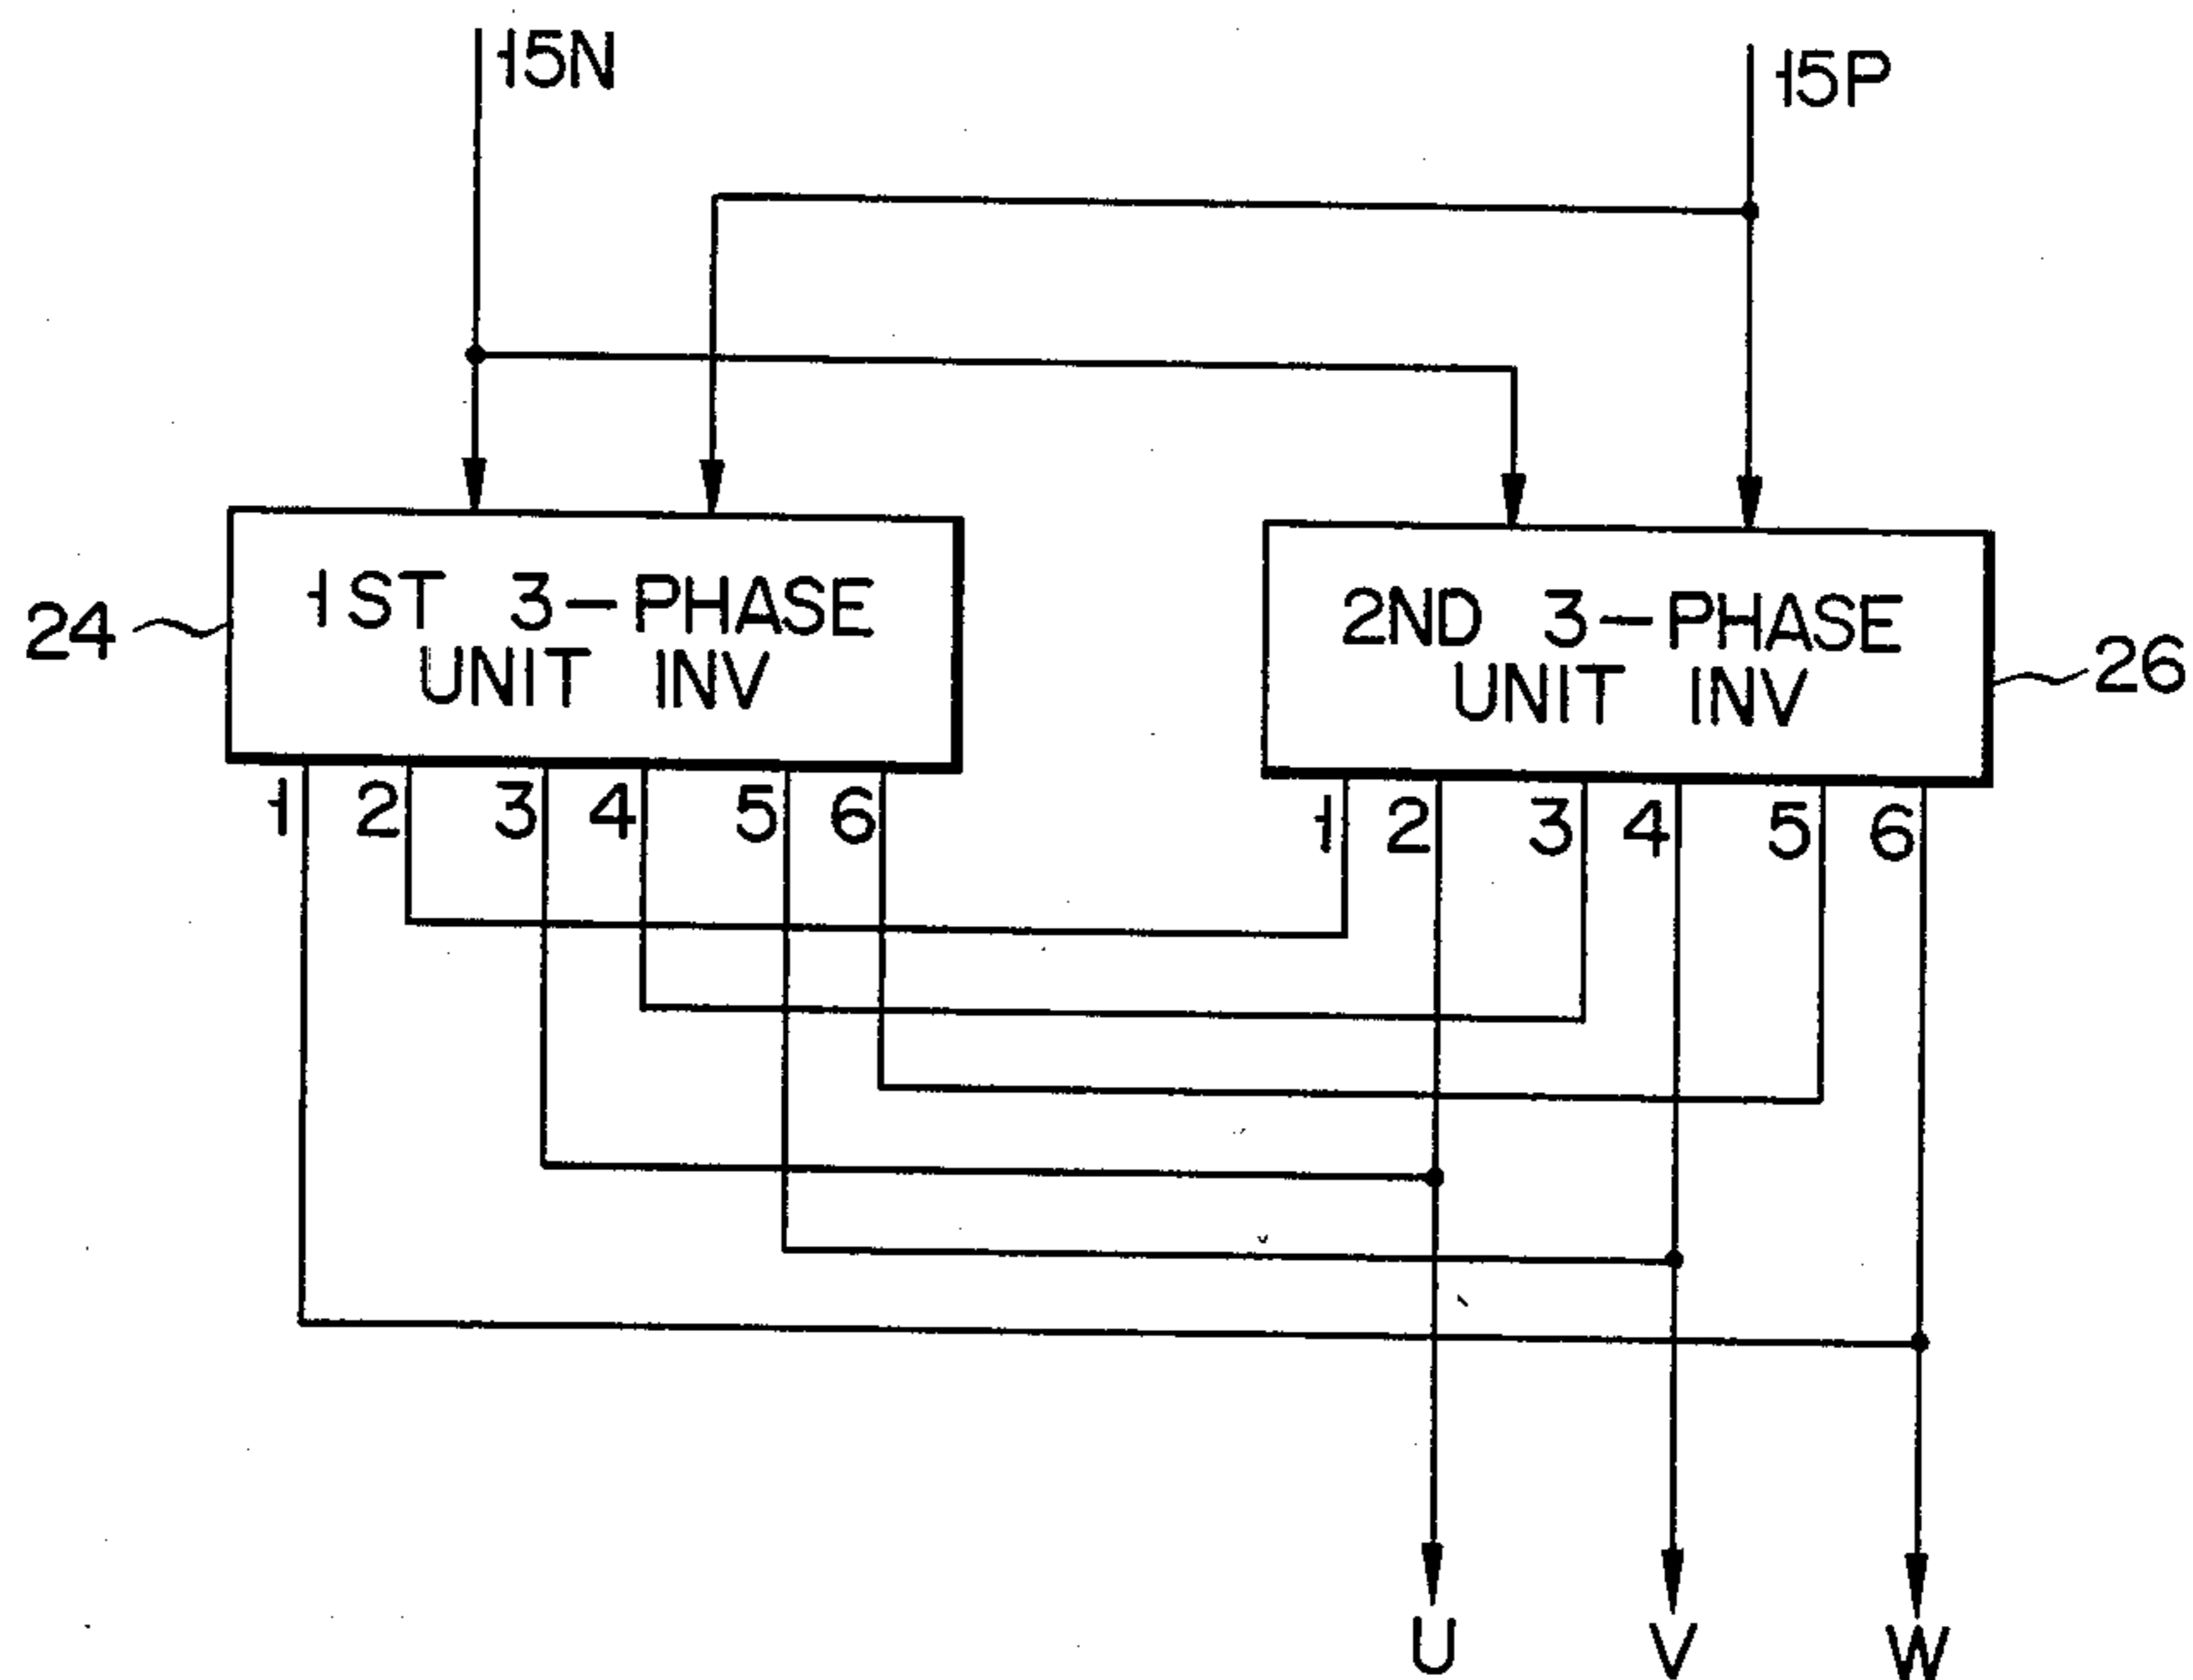 15N
15P
24
1ST 3-PHASE
UNIT INV
2ND 3-PHASE
UNIT INV
26
1 2 3 4 5 6
1 2 3 4 5 6
U V W